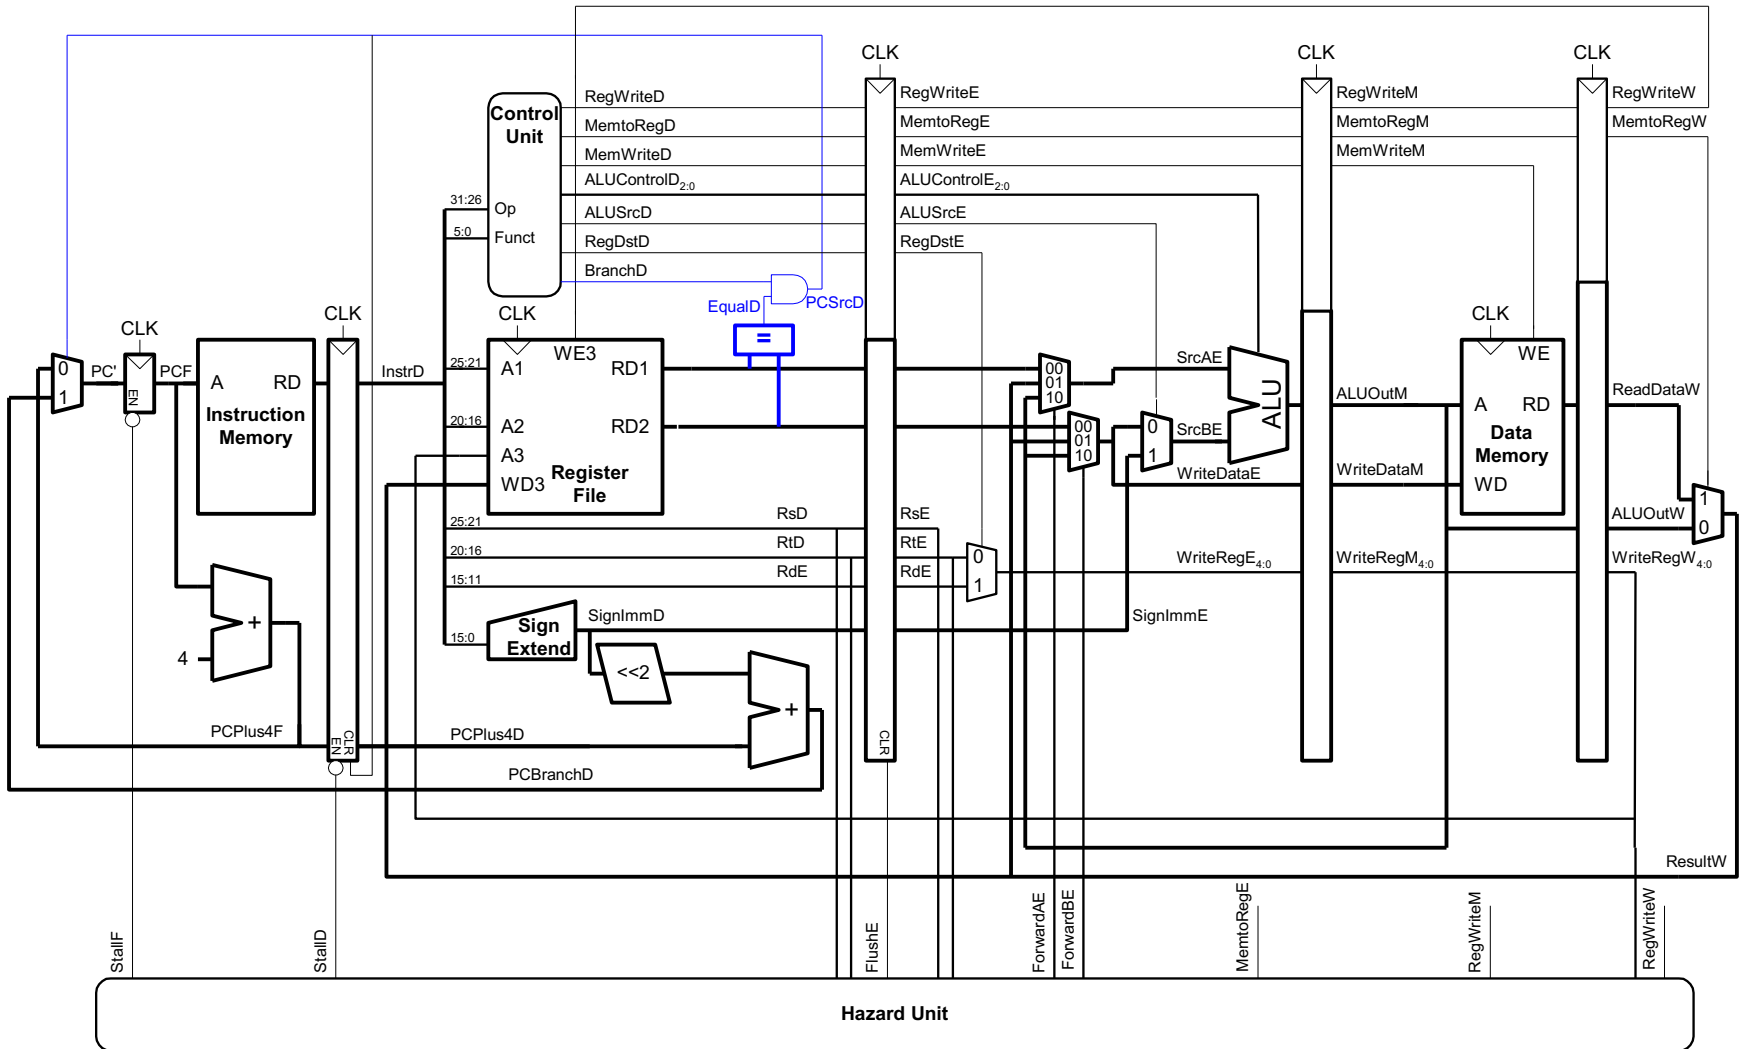 CLK
CLK
CLK
Control
Unit
RegWriteD
RegWriteE
RegWriteM
RegWriteW
MemtoRegD
MemtoRegE
MemtoRegM
MemtoRegW
MemWriteD
MemWriteE
MemWriteM
ALUControlD2:0
ALUControlE2:0
31:26
Op
ALUSrcD
ALUSrcE
5:0
Funct
RegDstD
RegDstE
BranchD
EqualD
PCSrcD
CLK
CLK
CLK
CLK
=
0
1
PC'
EN
PCF
A
RD
Instruction
Memory
InstrD
25:21
A1
WE3
RD1
20:16
A2
RD2
A3
WD3
Register
File
00
01
10
00
01
10
SrcAE
0
1
SrcBE
ALU
ALUOutM
WriteDataE
WriteDataM
A
RD
WE
Data
Memory
WD
ReadDataW
1
0
ALUOutW
25:21
RsD
RsE
20:16
RtD
RtE
15:11
RdE
RdE
0
1
WriteRegE4:0
WriteRegM4:0
WriteRegW4:0
SignImmD
SignImmE
Sign
Extend
15:0
4
+
<<2
+
PCPlus4F
EN
CLR
PCPlus4D
CLR
PCBranchD
ResultW
StallF
StallD
FlushE
ForwardAE
ForwardBE
MemtoRegE
RegWriteM
RegWriteW
Hazard Unit